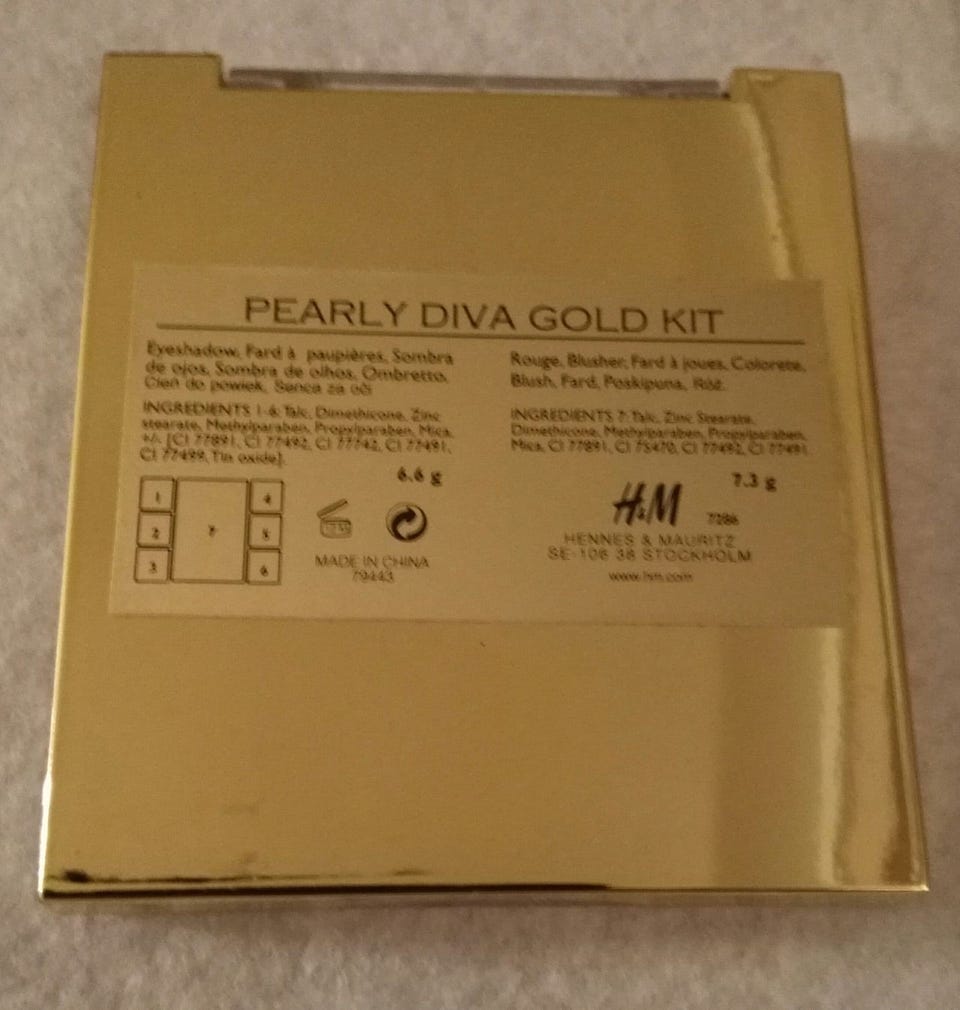 PEARLY DIVA GOLD KIT
Eyeshadow, Fard à paupières, Sombra
de ojos, Sombra de olhos, Ombretto,
Cień do powiek, Senca za oči
INGREDIENTS 1-6: Talc, Dimethicone, Zinc
stearate, Methylparaben, Propylparaben, Mica,
+/- [CI 77891, CI 77492, CI 77742, CI 77491,
CI 77499, Tin oxide].
6.6 g
Rouge, Blusher, Fard à joues, Colorete,
Blush, Fard, Poskipuna, Róż
INGREDIENTS 7: Talc, Zinc Stearate,
Dimethicone, Methylparaben, Propylparaben,
Mica, CI 77891, CI 75470, CI 77492, CI 77491
7.3 g
1
2
3
7
4
5
6
12 M
MADE IN CHINA
79443
H&M
7286
HENNES & MAURITZ
SE-106 38 STOCKHOLM
www.hm.com